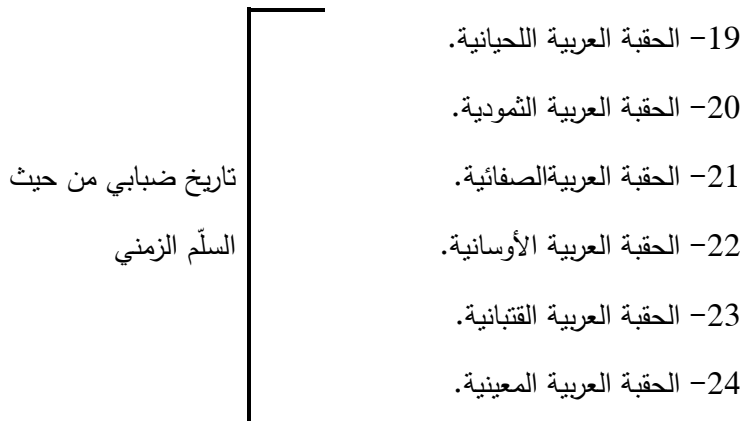 19- الحقبة العربية اللحيانية.
20- الحقبة العربية الثمودية.
21- الحقبة العربيةالصفائية.
22- الحقبة العربية الأوسانية.
23- الحقبة العربية القتبانية.
24- الحقبة العربية المعينية.
تاريخ ضبابي من حيث
السلّم الزمني